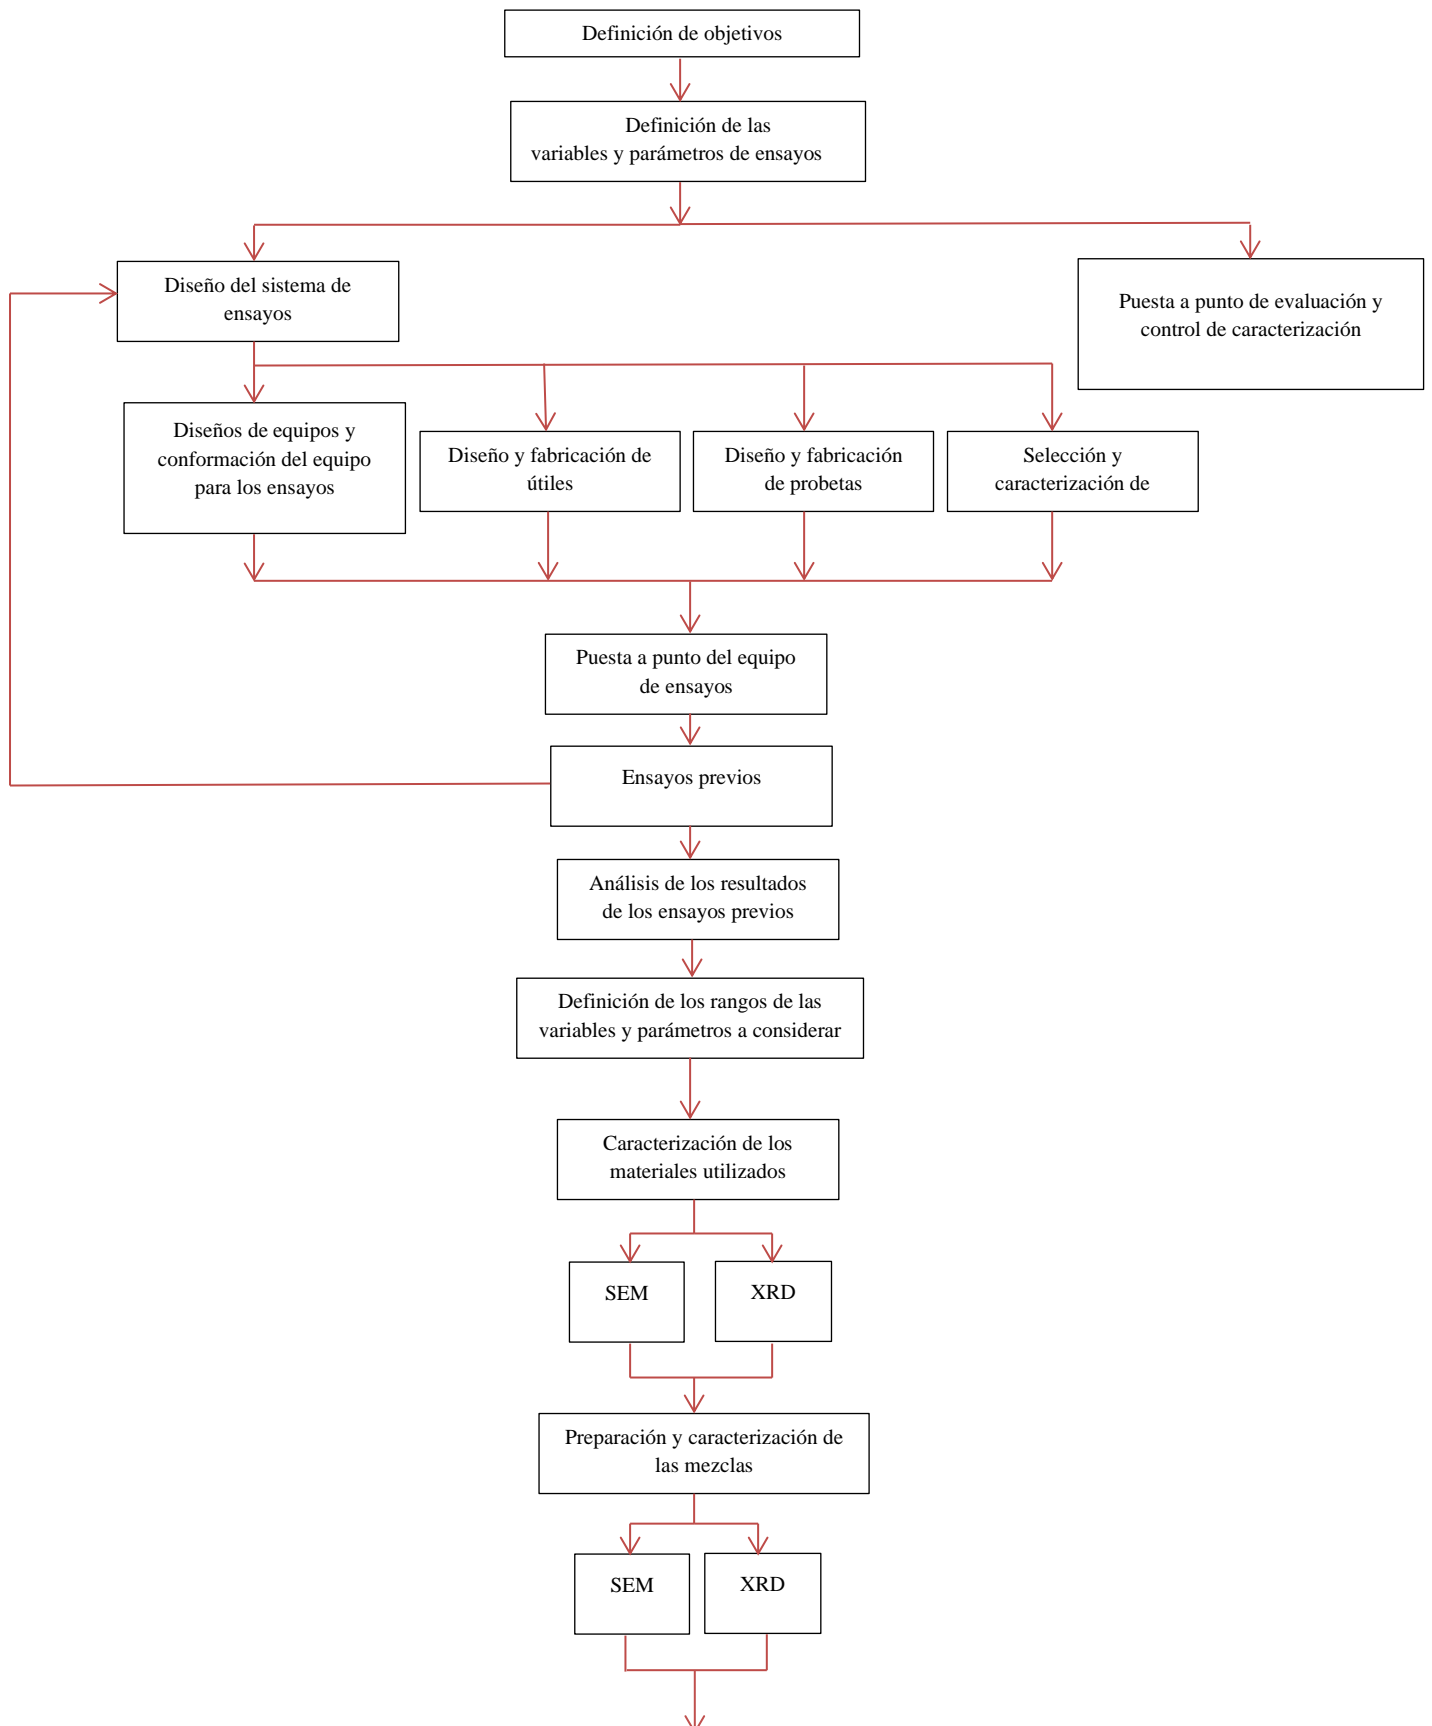 Definición de objetivos
Definición de las
variables y parámetros de ensayos
Diseño del sistema de
ensayos
Puesta a punto de evaluación y
control de caracterización
Diseños de equipos y
conformación del equipo
para los ensayos
Diseño y fabricación de
útiles
Diseño y fabricación
de probetas
Selección y
caracterización de
Puesta a punto del equipo
de ensayos
Ensayos previos
Análisis de los resultados
de los ensayos previos
Definición de los rangos de las
variables y parámetros a considerar
Caracterización de los
materiales utilizados
SEM
XRD
Preparación y caracterización de
las mezclas
SEM
XRD